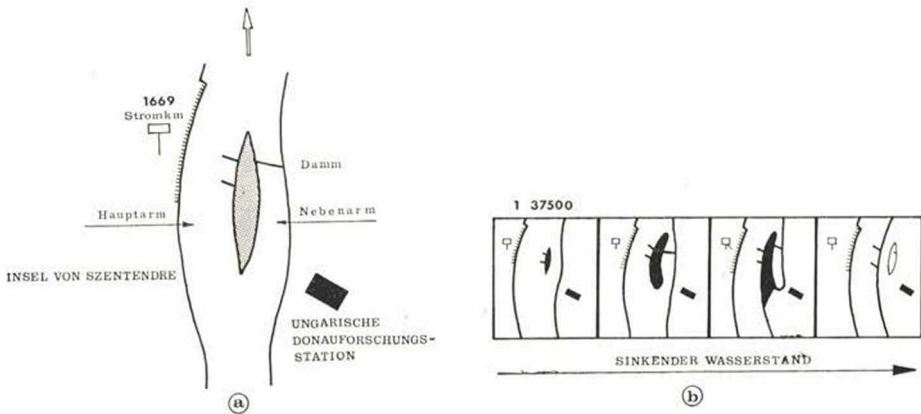 1669
Stromkm
Damm
Hauptarm
Nebenarm
INSEL VON SZENTENDRE
UNGARISCHE
DONAUFORSCHUNGS-
STATION
a
1 37500
SINKENDER WASSERSTAND
b